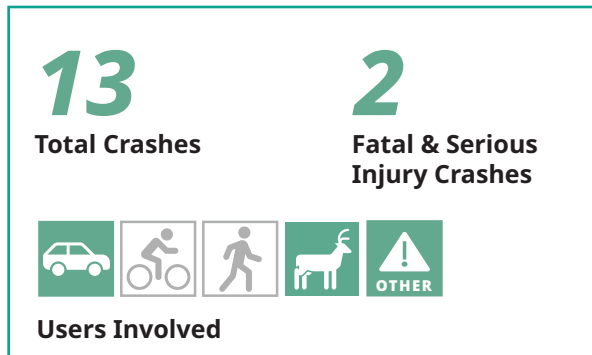 13
Total Crashes
2
Fatal & Serious
Injury Crashes
OTHER
Users Involved